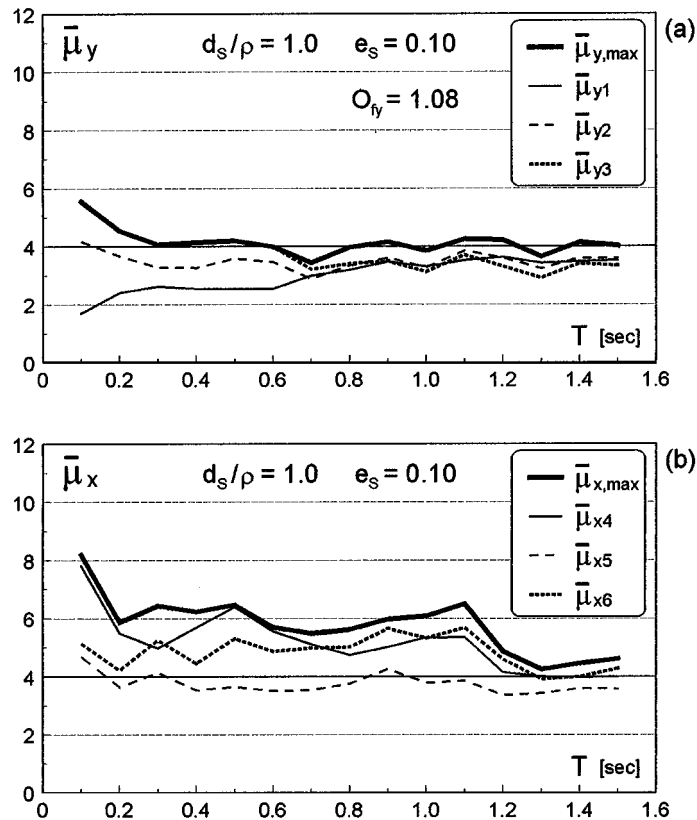 12
10
8
6
4
2
0
μ̄y
ds/ρ = 1.0 es = 0.10
Ofy = 1.08
μ̄y,max
μ̄y1
μ̄y2
μ̄y3
(a)
T [sec]
0 0.2 0.4 0.6 0.8 1.0 1.2 1.4 1.6
12
10
8
6
4
2
0
μ̄x
ds/ρ = 1.0 es = 0.10
μ̄x,max
μ̄x4
μ̄x5
μ̄x6
(b)
T [sec]
0 0.2 0.4 0.6 0.8 1.0 1.2 1.4 1.6